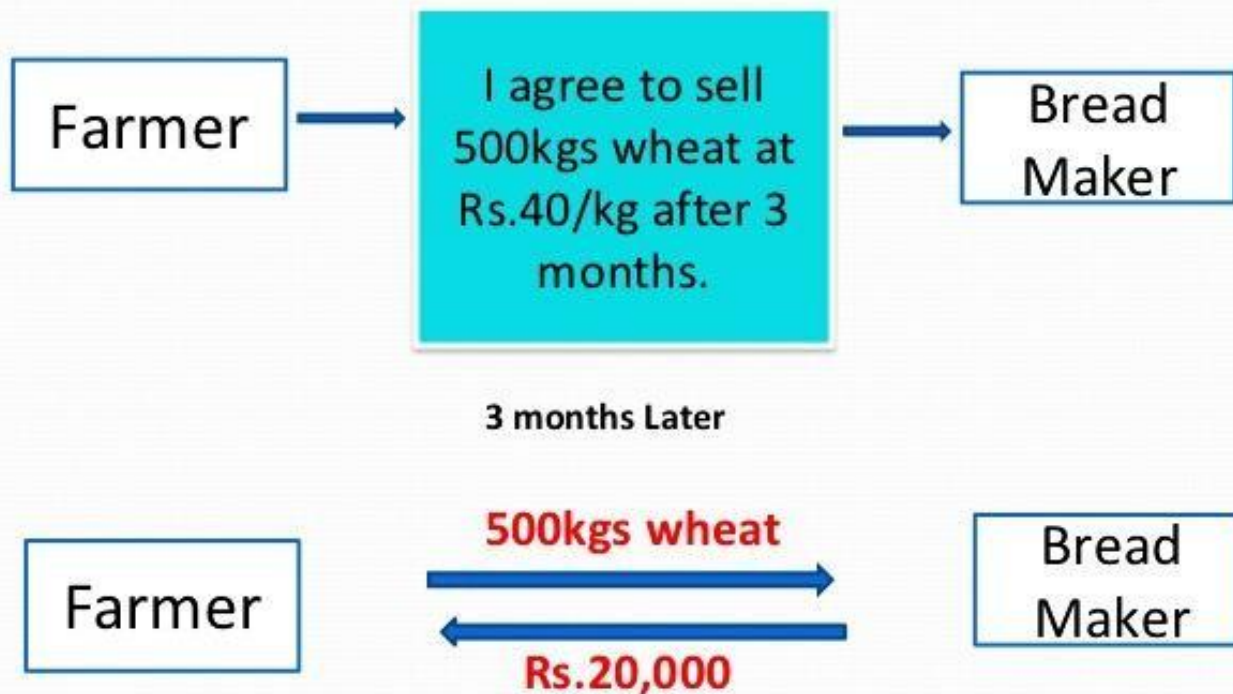 Farmer
I agree to sell
500kgs wheat at
Rs.40/kg after 3
months.
Bread
Maker
3 months Later
Farmer
500kgs wheat
Rs.20,000
Bread
Maker